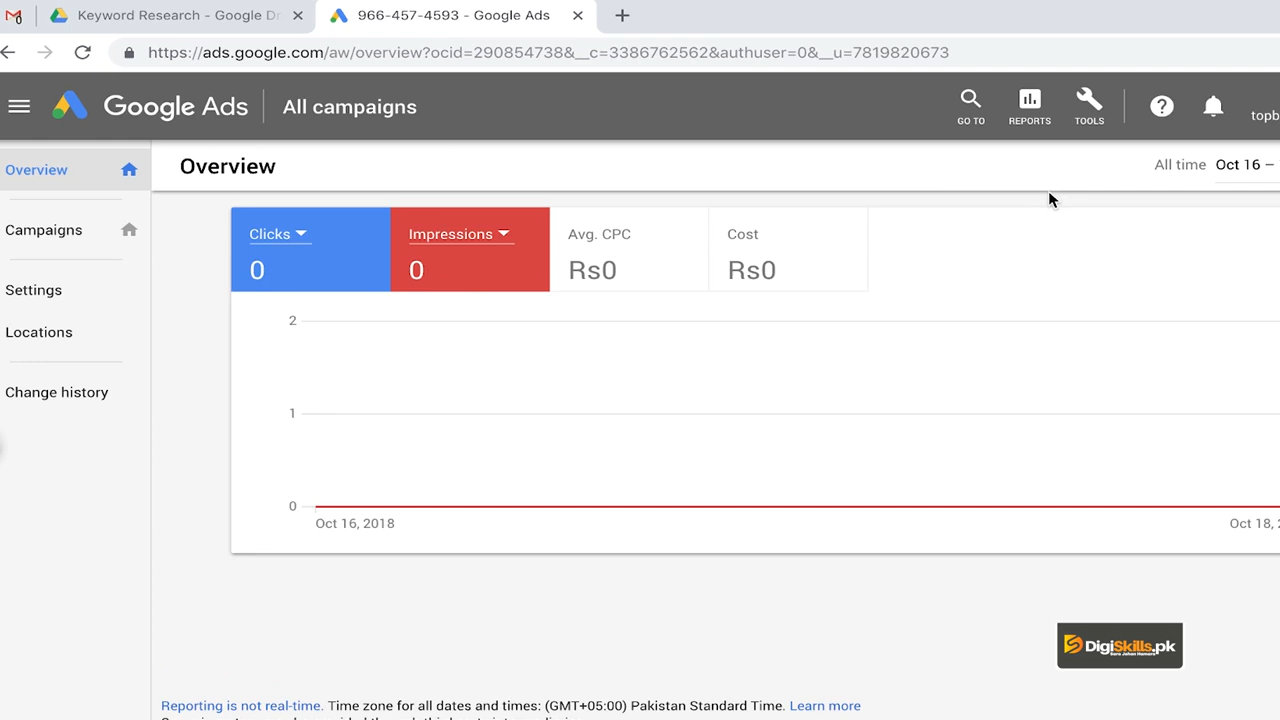 Keyword Research - Google Dr
966-457-4593 - Google Ads
https://ads.google.com/aw/overview?ocid=290854738&__c=3386762562&authuser=0&__u=7819820673
Google Ads
All campaigns
GO TO
REPORTS
TOOLS
topb
Overview
Overview
All time
Oct 16 –
Campaigns
Settings
Locations
Change history
Clicks
Impressions
Avg. CPC
Cost
0
0
Rs0
Rs0
2
1
0
Oct 16, 2018
Oct 18, 2
DigiSkills.pk
Reporting is not real-time. Time zone for all dates and times: (GMT+05:00) Pakistan Standard Time. Learn more